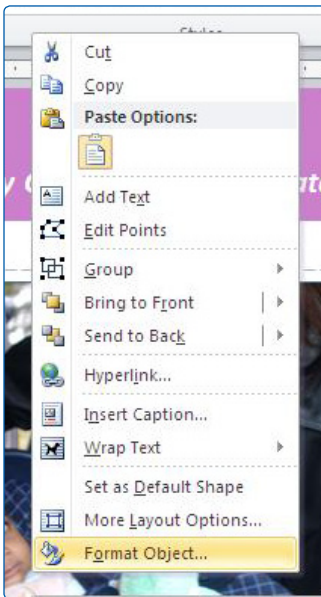 Cut
Copy
Paste Options:
Add Text
Edit Points
Group
Bring to Front
Send to Back
Hyperlink...
Insert Caption...
Wrap Text
Set as Default Shape
More Layout Options...
Format Object...